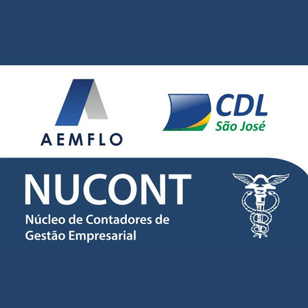 AEMFLO
CDL
São José
NUCONT
Núcleo de Contadores de
Gestão Empresarial